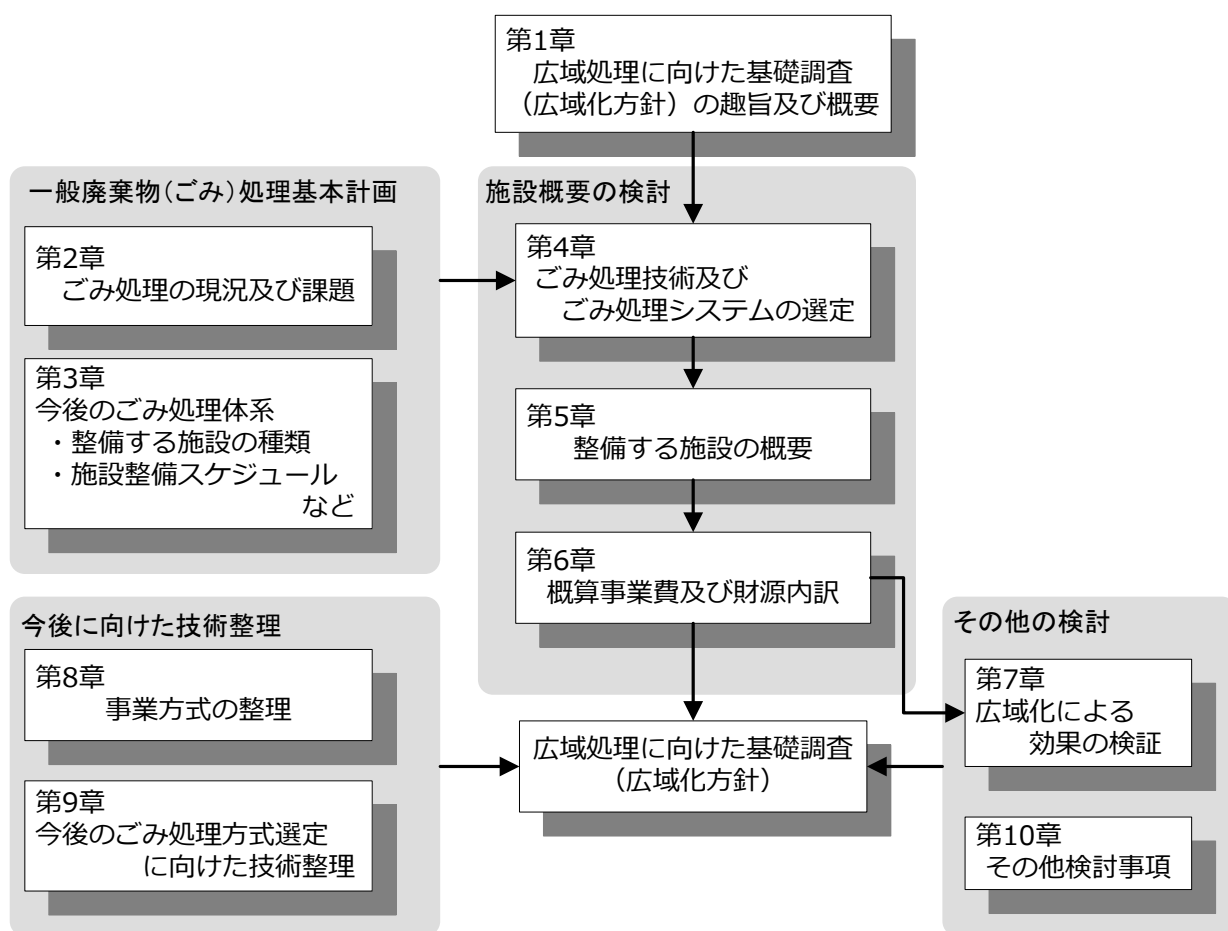 第1章
広域処理に向けた基礎調査
（広域化方針）の趣旨及び概要
一般廃棄物（ごみ）処理基本計画
第2章
ごみ処理の現況及び課題
第3章
今後のごみ処理体系
・整備する施設の種類
・施設整備スケジュール
など
施設概要の検討
第4章
ごみ処理技術及び
ごみ処理システムの選定
第5章
整備する施設の概要
第6章
概算事業費及び財源内訳
今後に向けた技術整理
第8章
事業方式の整理
第9章
今後のごみ処理方式選定
に向けた技術整理
広域処理に向けた基礎調査
（広域化方針）
その他の検討
第7章
広域化による
効果の検証
第10章
その他検討事項